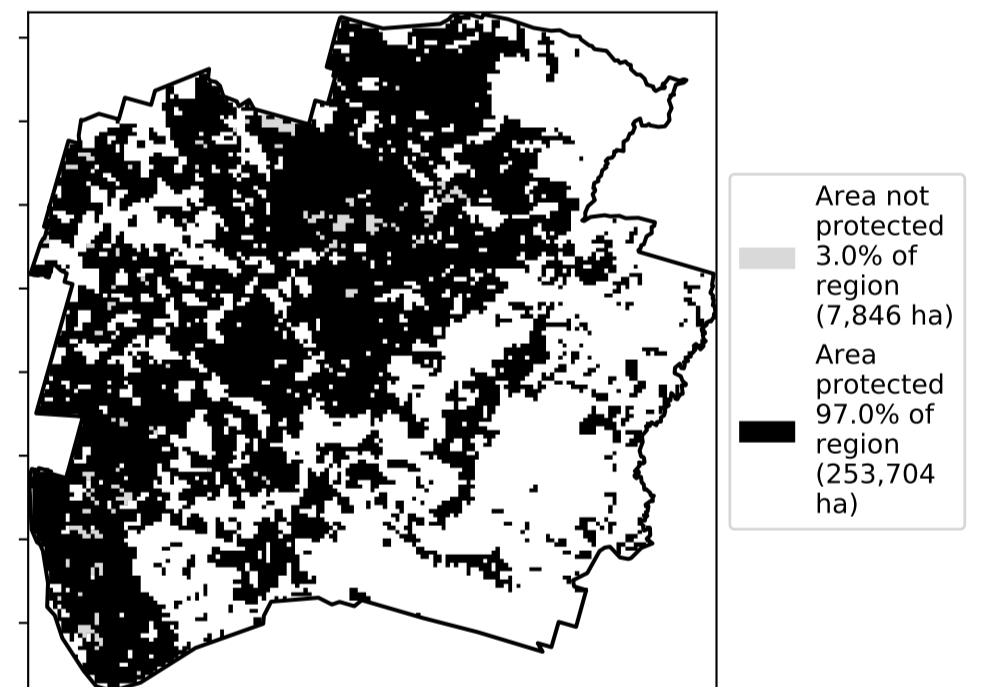 Area not
protected
3.0% of
region
(7,846 ha)
Area
protected
97.0% of
region
(253,704
ha)